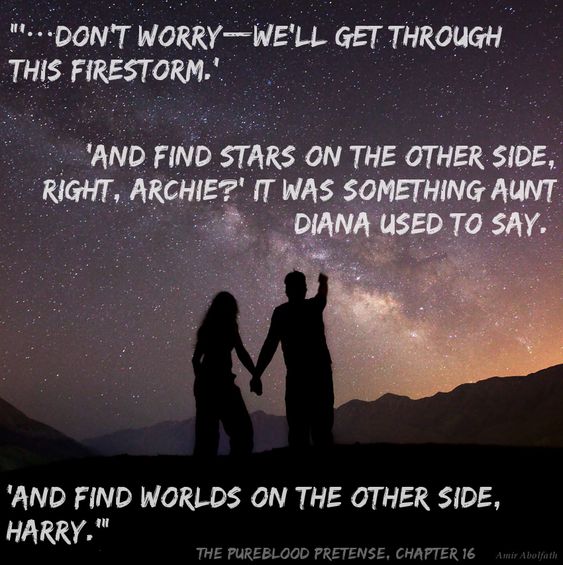 "'...DON'T WORRY—WE'LL GET THROUGH
THIS FIRESTORM.'
'AND FIND STARS ON THE OTHER SIDE,
RIGHT, ARCHIE?' IT WAS SOMETHING AUNT
DIANA USED TO SAY.
'AND FIND WORLDS ON THE OTHER SIDE,
HARRY.'"
THE PUREBLOOD PRETENSE, CHAPTER 16
Amir Abolfath